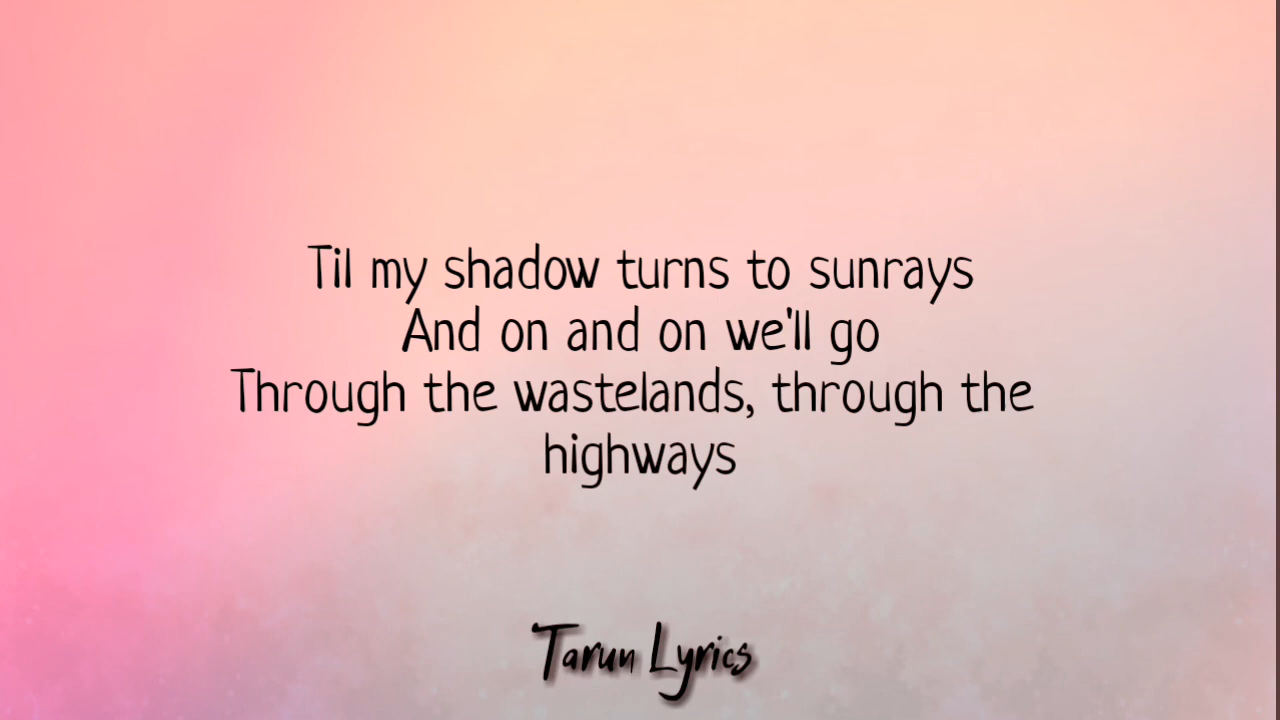 Til my shadow turns to sunrays
And on and on we'll go
Through the wastelands, through the
highways
Tarun Lyrics